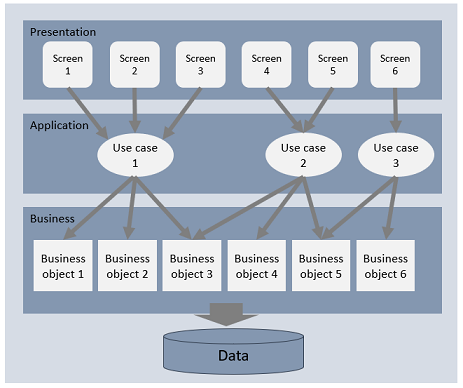 Presentation
Screen Screen Screen Screen Screen Screen
1 2 3 4 5 6
Application
Use case Use case Use case
1 2 3
Business
Business Business Business Business Business Business
object 1 object 2 object 3 object 4 object 5 object 6
Data